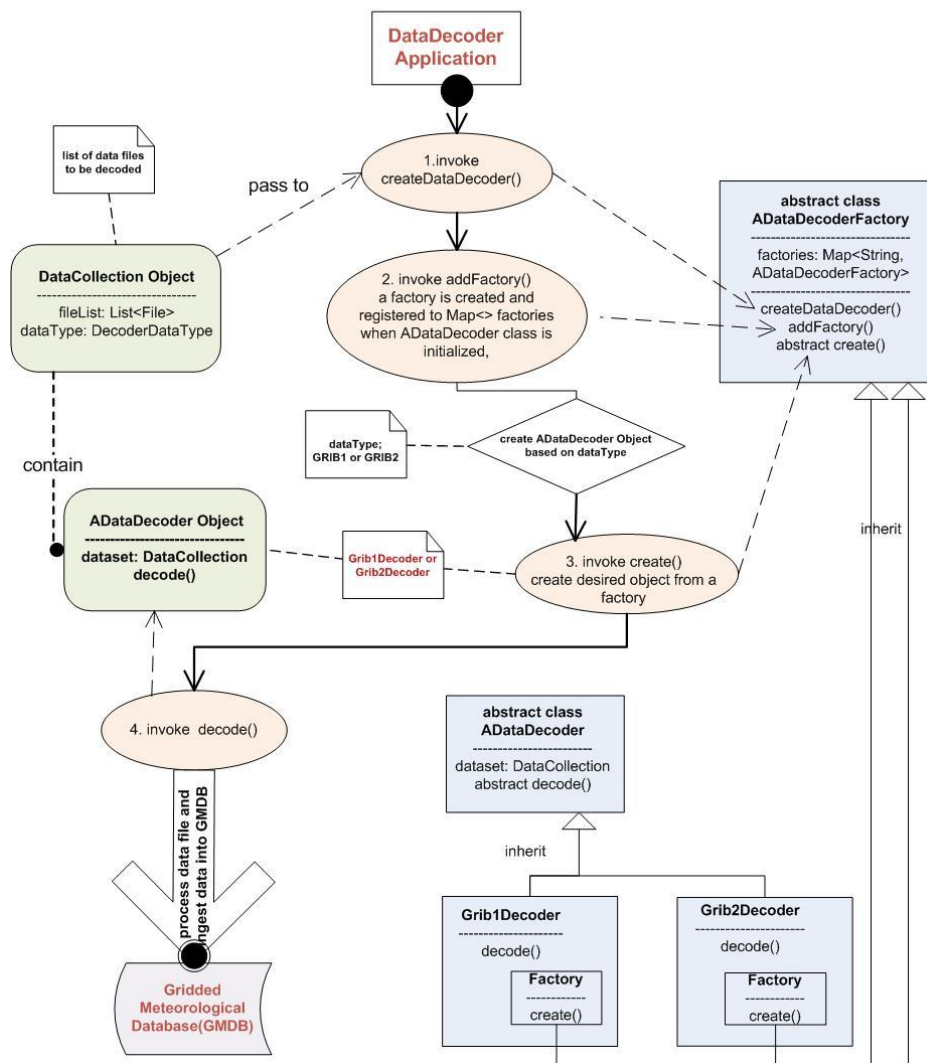 DataDecoder
Application
list of data files
to be decoded
pass to
1.invoke
createDataDecoder()
abstract class
ADataDecoderFactory
factories: Map<String,
ADataDecoderFactory>
createDataDecoder()
addFactory()
abstract create()
DataCollection Object
fileList: List<File>
dataType: DecoderDataType
2. invoke addFactory()
a factory is created and
registered to Map<> factories
when ADataDecoder class is
initialized,
dataType;
GRIB1 or GRIB2
create ADataDecoder Object
based on dataType
contain
inherit
ADataDecoder Object
dataset: DataCollection
decode()
Grib1Decoder or
Grib2Decoder
3. invoke create()
create desired object from a
factory
4. invoke decode()
abstract class
ADataDecoder
dataset: DataCollection
abstract decode()
process data file and
ingest data into GMDB
inherit
Grib1Decoder
decode()
Factory
create()
Grib2Decoder
decode()
Factory
create()
Gridded
Meteorological
Database(GMDB)